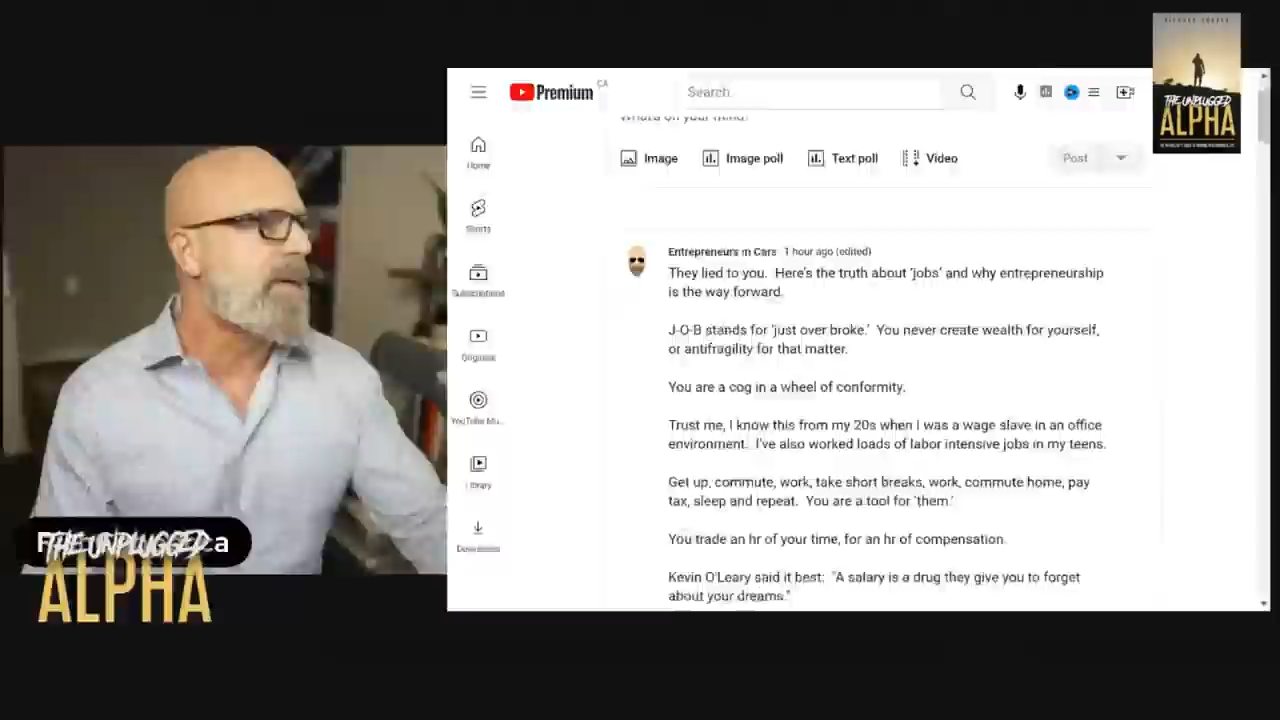 THE UNPLUGGED
ALPHA
Premium
CA
Search
Home
Shorts
Subscriptions
Originals
YouTube Mu...
Library
Downloads
What's on your mind?
Image
Image poll
Text poll
Video
Post
Entrepreneurs in Cars 1 hour ago (edited)
They lied to you. Here's the truth about 'jobs' and why entrepreneurship
is the way forward.
J-O-B stands for 'just over broke.' You never create wealth for yourself,
or antifragility for that matter.
You are a cog in a wheel of conformity.
Trust me, I know this from my 20s when I was a wage slave in an office
environment. I've also worked loads of labor intensive jobs in my teens.
Get up, commute, work, take short breaks, work, commute home, pay
tax, sleep and repeat. You are a tool for 'them.'
You trade an hr of your time, for an hr of compensation.
Kevin O'Leary said it best: "A salary is a drug they give you to forget
about your dreams."
THE UNPLUGGED
ALPHA